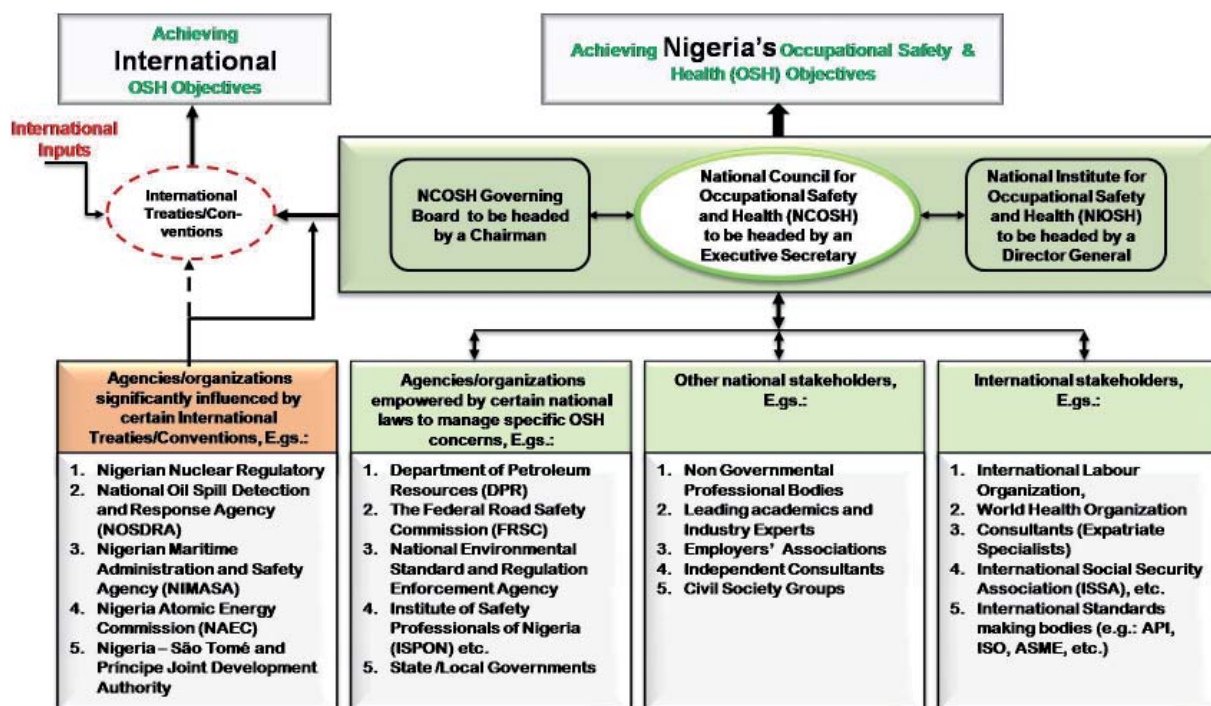 Achieving
International
OSH Objectives
Achieving Nigeria's Occupational Safety &
Health (OSH) Objectives
International
Inputs
International
Treaties/Con-
ventions
NCOSH Governing
Board to be headed
by a Chairman
National Council for
Occupational Safety
and Health (NCOSH)
to be headed by an
Executive Secretary
National Institute for
Occupational Safety
and Health (NIOSH)
to be headed by a
Director General
Agencies/organizations
significantly influenced by
certain International
Treaties/Conventions, E.gs.:
1. Nigerian Nuclear Regulatory
2. National Oil Spill Detection
and Response Agency
(NOSDRA)
3. Nigerian Maritime
Administration and Safety
Agency (NIMASA)
4. Nigeria Atomic Energy
Commission (NAEC)
5. Nigeria – São Tomé and
Príncipe Joint Development
Authority
Agencies/organizations
empowered by certain national
laws to manage specific OSH
concerns, E.gs.:
1. Department of Petroleum
Resources (DPR)
2. The Federal Road Safety
Commission (FRSC)
3. National Environmental
Standard and Regulation
Enforcement Agency
4. Institute of Safety
Professionals of Nigeria
(ISPON) etc.
5. State /Local Governments
Other national stakeholders,
E.gs.:
1. Non Governmental
Professional Bodies
2. Leading academics and
Industry Experts
3. Employers' Associations
4. Independent Consultants
5. Civil Society Groups
International stakeholders,
E.gs.:
1. International Labour
Organization,
2. World Health Organization
3. Consultants (Expatriate
Specialists)
4. International Social Security
Association (ISSA), etc.
5. International Standards
making bodies (e.g.: API,
ISO, ASME, etc.)